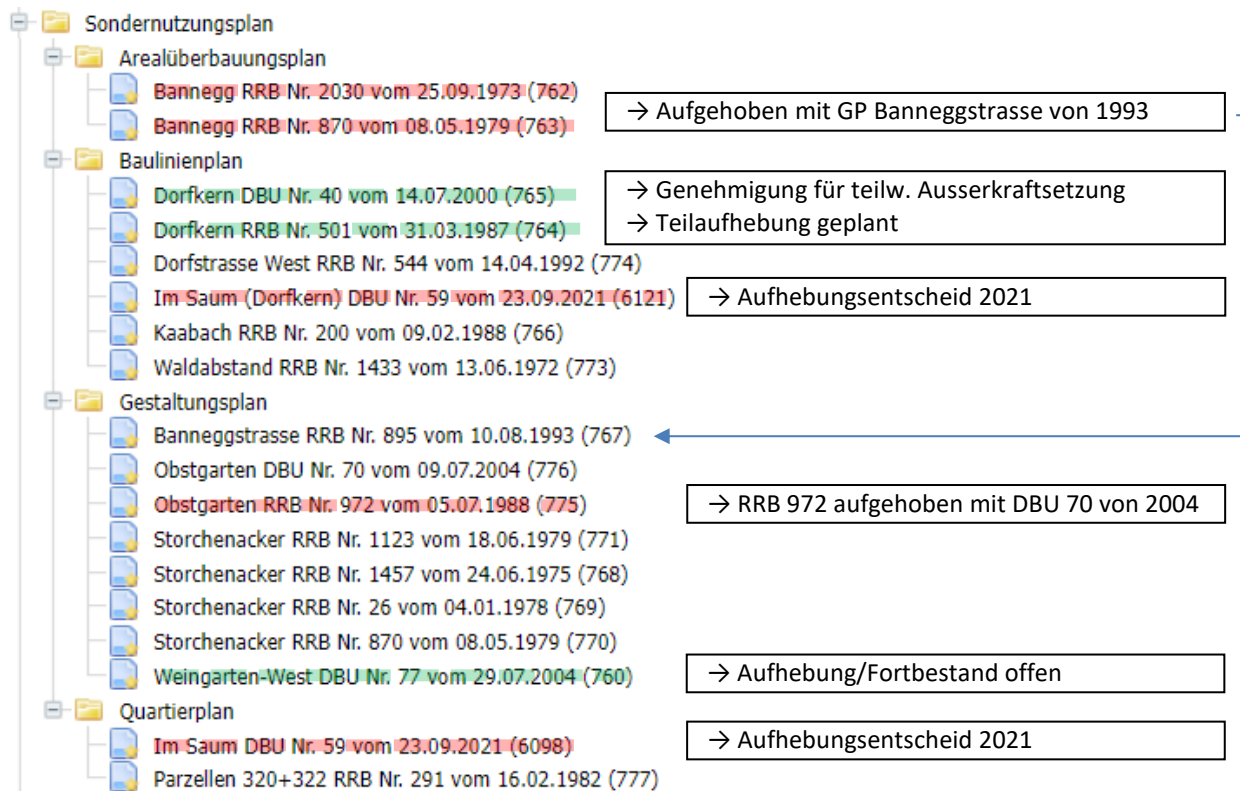 Sondernutzungsplan
Arealüberbauungsplan
Bannegg RRB Nr. 2030 vom 25.09.1973 (762)
Bannegg RRB Nr. 870 vom 08.05.1979 (763)
→ Aufgehoben mit GP Banneggstrasse von 1993
Baulinienplan
Dorfkern DBU Nr. 40 vom 14.07.2000 (765)
→ Genehmigung für teilw. Ausserkraftsetzung
Dorfkern RRB Nr. 501 vom 31.03.1987 (764)
→ Teilaufhebung geplant
Dorfstrasse West RRB Nr. 544 vom 14.04.1992 (774)
Im Saum (Dorfkern) DBU Nr. 59 vom 23.09.2021 (6121)
→ Aufhebungsentscheid 2021
Kaabach RRB Nr. 200 vom 09.02.1988 (766)
Waldabstand RRB Nr. 1433 vom 13.06.1972 (773)
Gestaltungsplan
Banneggstrasse RRB Nr. 895 vom 10.08.1993 (767)
Obstgarten DBU Nr. 70 vom 09.07.2004 (776)
Obstgarten RRB Nr. 972 vom 05.07.1988 (775)
→ RRB 972 aufgehoben mit DBU 70 von 2004
Storchenacker RRB Nr. 1123 vom 18.06.1979 (771)
Storchenacker RRB Nr. 1457 vom 24.06.1975 (768)
Storchenacker RRB Nr. 26 vom 04.01.1978 (769)
Storchenacker RRB Nr. 870 vom 08.05.1979 (770)
Weingarten-West DBU Nr. 77 vom 29.07.2004 (760)
→ Aufhebung/Fortbestand offen
Quartierplan
Im Saum DBU Nr. 59 vom 23.09.2021 (6098)
→ Aufhebungsentscheid 2021
Parzellen 320+322 RRB Nr. 291 vom 16.02.1982 (777)